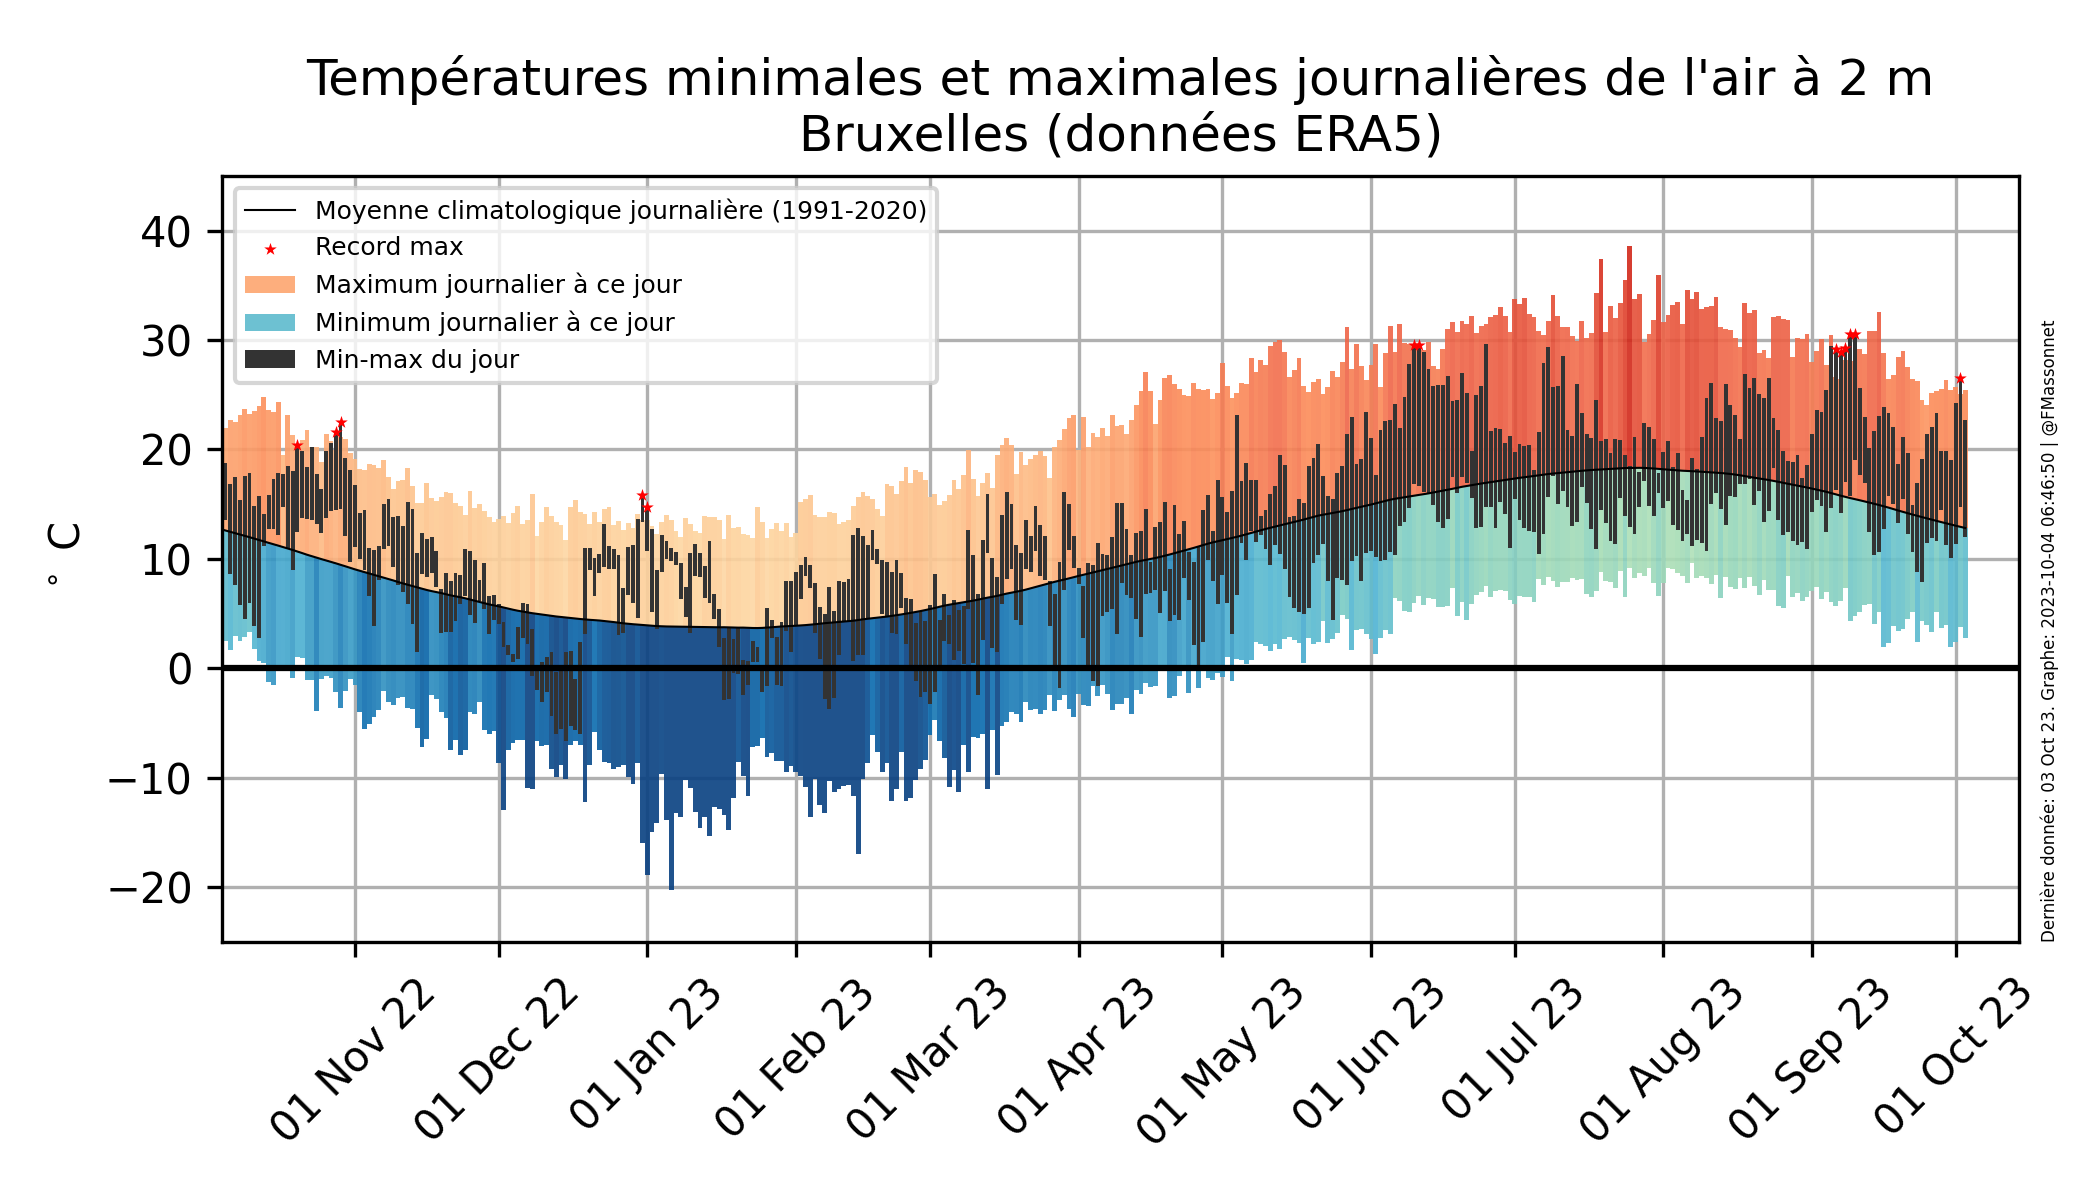 Températures minimales et maximales journalières de l'air à 2 m
Bruxelles (données ERA5)
Moyenne climatologique journalière (1991-2020)
Record max
Maximum journalier à ce jour
Minimum journalier à ce jour
Min-max du jour
° C
40
30
20
10
0
−10
−20
01 Nov 22
01 Dec 22
01 Jan 23
01 Feb 23
01 Mar 23
01 Apr 23
01 May 23
01 Jun 23
01 Jul 23
01 Aug 23
01 Sep 23
01 Oct 23
Dernière donnée: 03 Oct 23. Graphe: 2023-10-04 06:46:50 | @FMassonnet